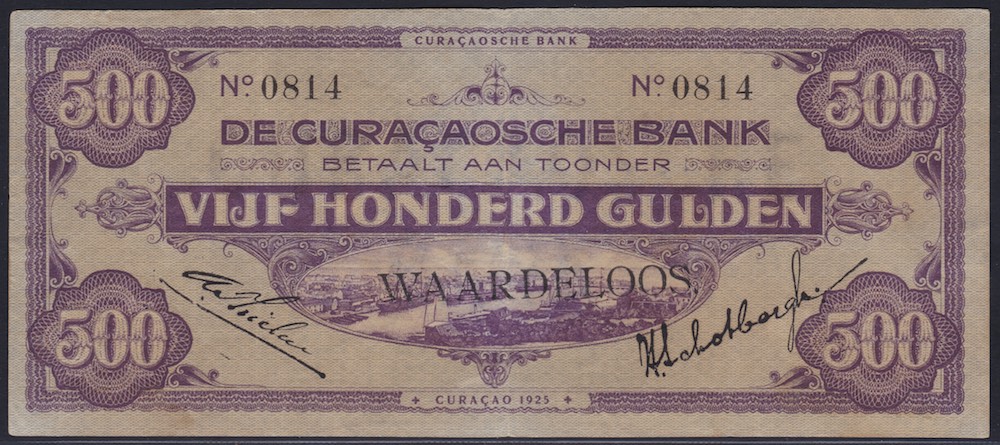 CURAÇAOSCHE BANK
500 500
Nº 0814 Nº 0814
DE CURAÇAOSCHE BANK
BETAALT AAN TOONDER
VIJF HONDERD GULDEN
WAARDELOOS.
500 500
CURAÇAO 1925